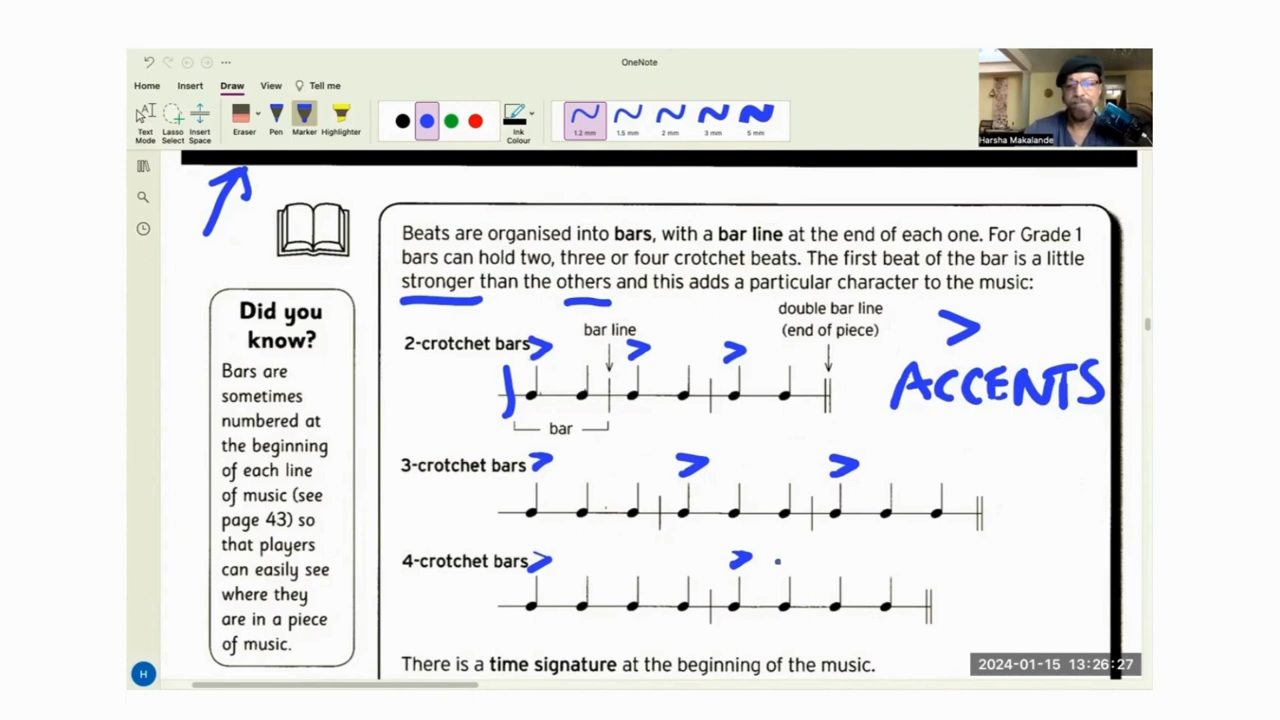 OneNote
Home Insert Draw View Tell me
Text Mode
Lasso Select
Insert Space
Eraser
Pen
Marker
Highlighter
Ink Colour
1.2 mm 1.5 mm 2 mm 3 mm 5 mm
Harsha Makalande
Beats are organised into bars, with a bar line at the end of each one. For Grade 1
bars can hold two, three or four crotchet beats. The first beat of the bar is a little
stronger than the others and this adds a particular character to the music:
double bar line
(end of piece)
bar line
2-crotchet bars
bar
>
ACCENTS
3-crotchet bars
4-crotchet bars
There is a time signature at the beginning of the music.
Did you
know?
Bars are
sometimes
numbered at
the beginning
of each line
of music (see
page 43) so
that players
can easily see
where they
are in a piece
of music.
H
2024-01-15 13:26:27